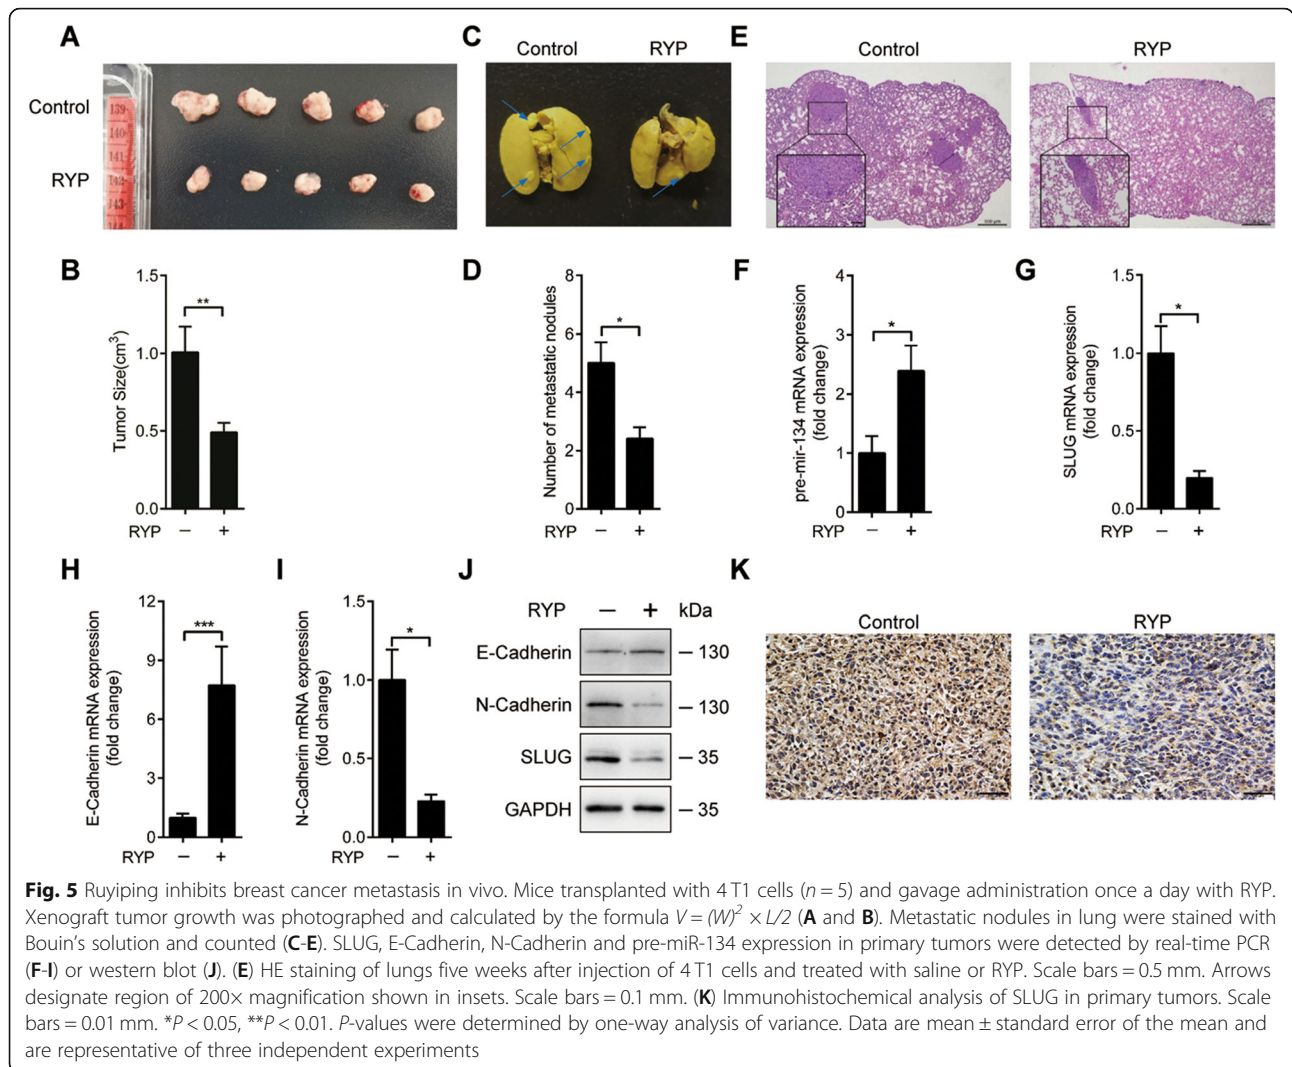 A
Control
RYP
139
140
141
142
143
C
Control RYP
E
Control RYP
B
Tumor Size(cm³)
1.5
1.0
0.5
0.0
**
RYP – +
D
Number of metastatic nodules
8
6
4
2
0
*
RYP – +
F
pre-mir-134 mRNA expression
(fold change)
4
3
2
1
0
*
RYP – +
G
SLUG mRNA expression
(fold change)
1.5
1.0
0.5
0.0
*
RYP – +
H
E-Cadherin mRNA expression
(fold change)
12
9
6
3
0
***
RYP – +
I
N-Cadherin mRNA expression
(fold change)
1.5
1.0
0.5
0.0
*
RYP – +
J
RYP – + kDa
E-Cadherin – 130
N-Cadherin – 130
SLUG – 35
GAPDH – 35
K
Control RYP
Fig. 5 Ruyiping inhibits breast cancer metastasis in vivo. Mice transplanted with 4 T1 cells (n = 5) and gavage administration once a day with RYP.
Xenograft tumor growth was photographed and calculated by the formula V = (W)² × L/2 (A and B). Metastatic nodules in lung were stained with
Bouin's solution and counted (C-E). SLUG, E-Cadherin, N-Cadherin and pre-miR-134 expression in primary tumors were detected by real-time PCR
(F-I) or western blot (J). (E) HE staining of lungs five weeks after injection of 4 T1 cells and treated with saline or RYP. Scale bars = 0.5 mm. Arrows
designate region of 200× magnification shown in insets. Scale bars = 0.1 mm. (K) Immunohistochemical analysis of SLUG in primary tumors. Scale
bars = 0.01 mm. *P < 0.05, **P < 0.01. P-values were determined by one-way analysis of variance. Data are mean ± standard error of the mean and
are representative of three independent experiments